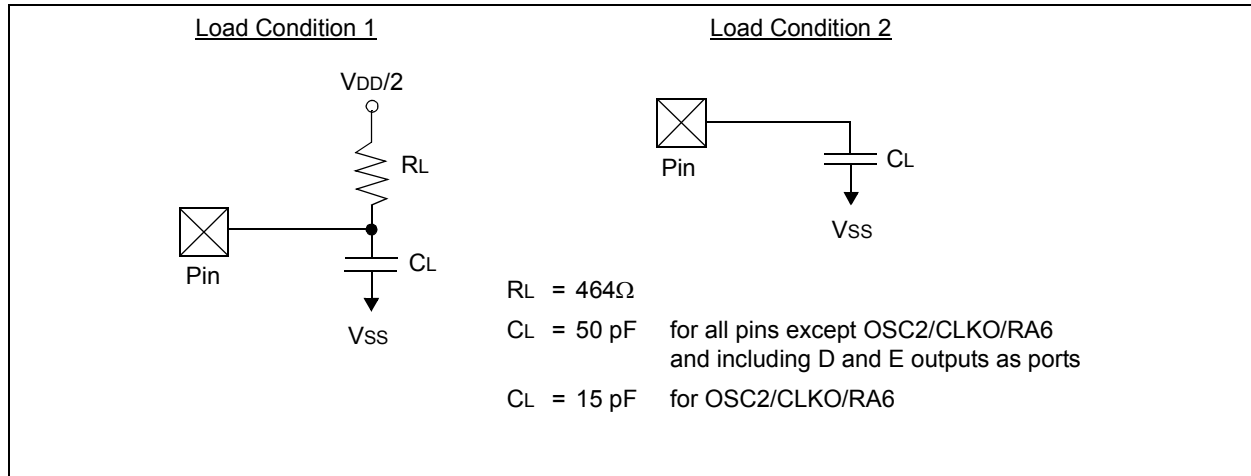 Load Condition 1
VDD/2
RL
Pin
CL
VSS
Load Condition 2
Pin
CL
VSS
RL = 464Ω
CL = 50 pF for all pins except OSC2/CLKO/RA6
and including D and E outputs as ports
CL = 15 pF for OSC2/CLKO/RA6